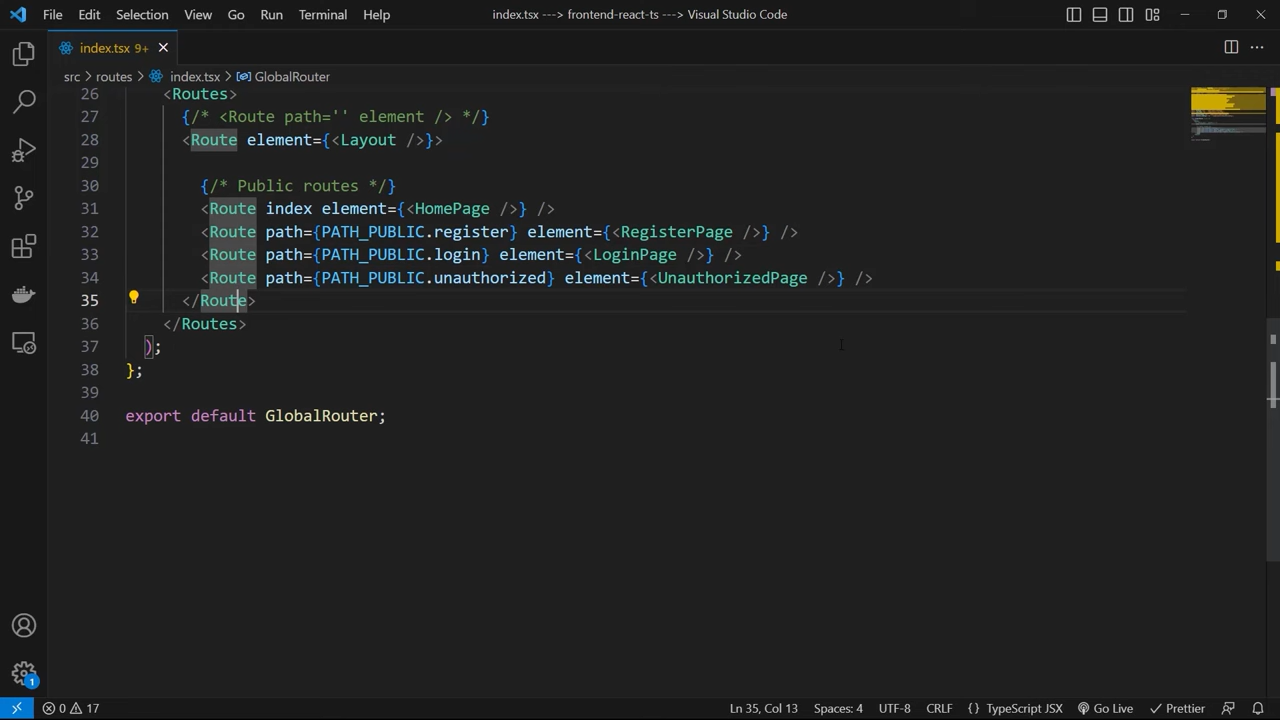 File Edit Selection View Go Run Terminal Help index.tsx ---> frontend-react-ts ---> Visual Studio Code
index.tsx 9+
src > routes > index.tsx > GlobalRouter
26 <Routes>
27 {/* <Route path='' element /> */}
28 <Route element={<Layout />}>
29
30 {/* Public routes */}
31 <Route index element={<HomePage />} />
32 <Route path={PATH_PUBLIC.register} element={<RegisterPage />} />
33 <Route path={PATH_PUBLIC.login} element={<LoginPage />} />
34 <Route path={PATH_PUBLIC.unauthorized} element={<UnauthorizedPage />} />
35 </Route>
36 </Routes>
37 );
38 };
39
40 export default GlobalRouter;
41
1
0 17 Ln 35, Col 13 Spaces: 4 UTF-8 CRLF {} TypeScript JSX Go Live Prettier